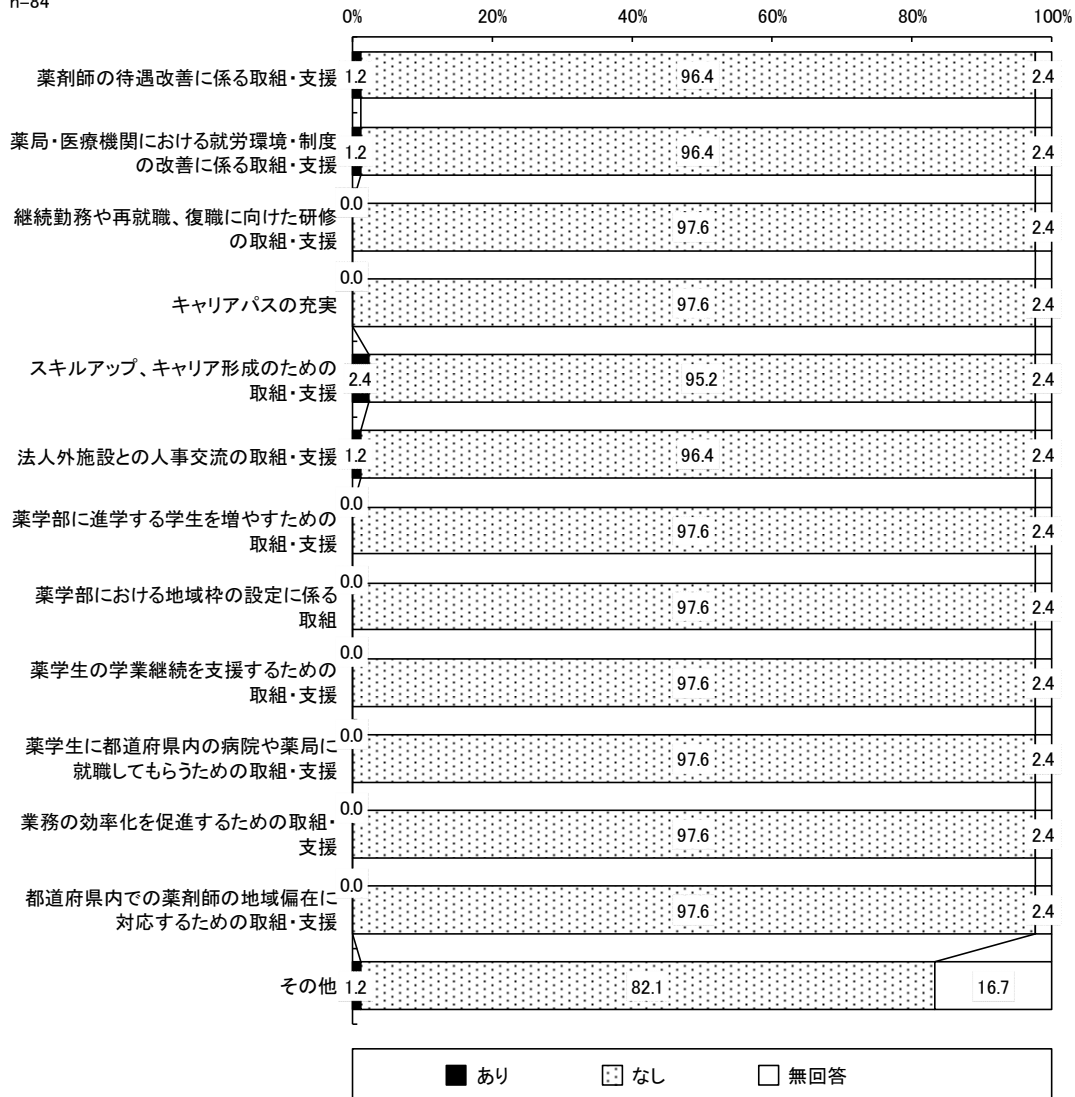 n=84
0% 20% 40% 60% 80% 100%
薬剤師の待遇改善に係る取組・支援 1.2 96.4 2.4
薬局・医療機関における就労環境・制度
の改善に係る取組・支援 1.2 96.4 2.4
継続勤務や再就職、復職に向けた研修
の取組・支援 0.0 97.6 2.4
キャリアパスの充実 0.0 97.6 2.4
スキルアップ、キャリア形成のための
取組・支援 2.4 95.2 2.4
法人外施設との人事交流の取組・支援 1.2 96.4 2.4
薬学部に進学する学生を増やすための
取組・支援 0.0 97.6 2.4
薬学部における地域枠の設定に係る
取組 0.0 97.6 2.4
薬学生の学業継続を支援するための
取組・支援 0.0 97.6 2.4
薬学生に都道府県内の病院や薬局に
就職してもらうための取組・支援 0.0 97.6 2.4
業務の効率化を促進するための取組・
支援 0.0 97.6 2.4
都道府県内での薬剤師の地域偏在に
対応するための取組・支援 0.0 97.6 2.4
その他 1.2 82.1 16.7
あり なし 無回答